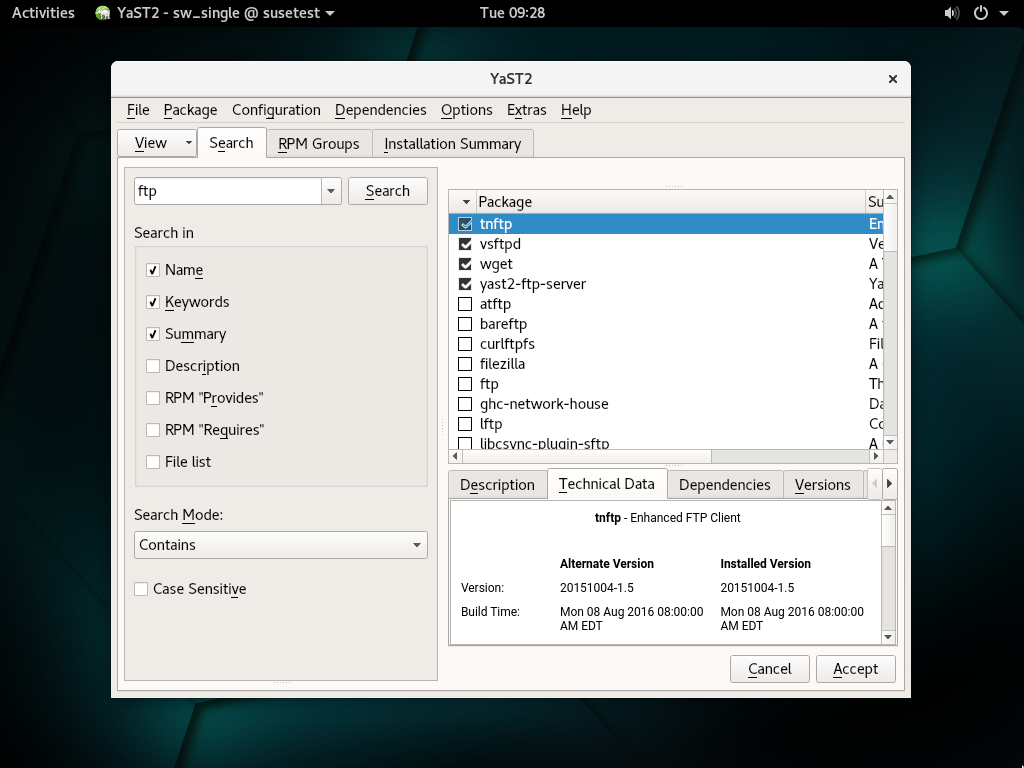 Activities YaST2 - sw_single @ susetest Tue 09:28
YaST2
File Package Configuration Dependencies Options Extras Help
View Search RPM Groups Installation Summary
ftp Search
Search in
Name
Keywords
Summary
Description
RPM "Provides"
RPM "Requires"
File list
Search Mode:
Contains
Case Sensitive
Package Su
tnftp En
vsftpd Ve
wget A
yast2-ftp-server Ya
atftp Ad
bareftp A
curlftpfs Fil
filezilla A
ftp Th
ghc-network-house Da
lftp Co
libcsync-plugin-sftp A
Description Technical Data Dependencies Versions
tnftp - Enhanced FTP Client
Alternate Version Installed Version
Version: 20151004-1.5 20151004-1.5
Build Time: Mon 08 Aug 2016 08:00:00 Mon 08 Aug 2016 08:00:00
AM EDT AM EDT
Cancel Accept